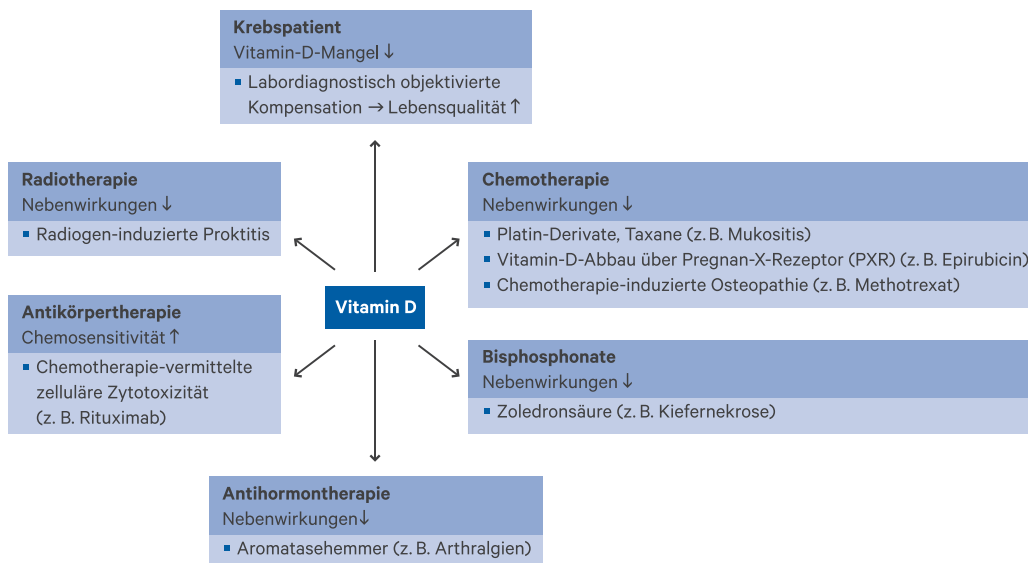 Krebspatient
Vitamin-D-Mangel ↓
▪ Labordiagnostisch objektivierte
Kompensation → Lebensqualität ↑
Radiotherapie
Nebenwirkungen ↓
▪ Radiogen-induzierte Proktitis
Chemotherapie
Nebenwirkungen ↓
▪ Platin-Derivate, Taxane (z. B. Mukositis)
▪ Vitamin-D-Abbau über Pregnan-X-Rezeptor (PXR) (z. B. Epirubicin)
▪ Chemotherapie-induzierte Osteopathie (z. B. Methotrexat)
Vitamin D
Antikörpertherapie
Chemosensitivität ↑
▪ Chemotherapie-vermittelte
zelluläre Zytotoxizität
(z. B. Rituximab)
Bisphosphonate
Nebenwirkungen ↓
▪ Zoledronsäure (z. B. Kiefernekrose)
Antihormontherapie
Nebenwirkungen↓
▪ Aromatasehemmer (z. B. Arthralgien)